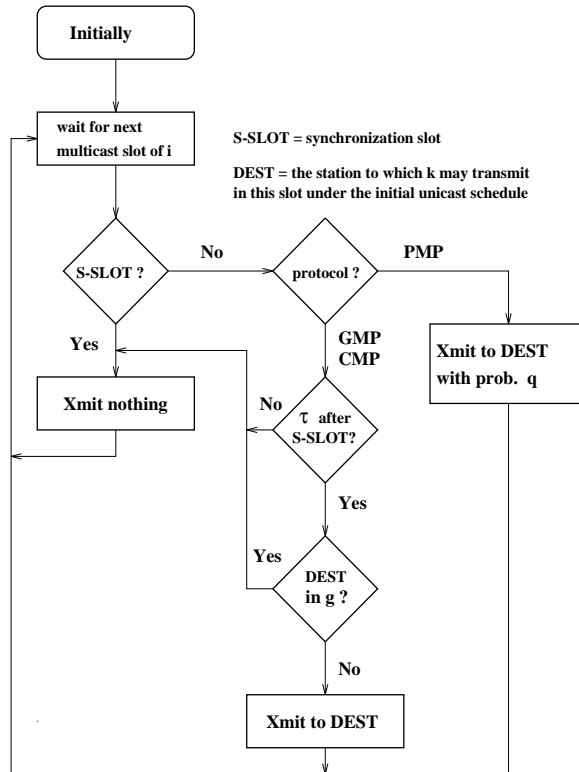 Initially
wait for next
multicast slot of i
S-SLOT = synchronization slot
DEST = the station to which k may transmit
in this slot under the initial unicast schedule
S-SLOT ?
No
protocol ?
PMP
Yes
GMP
CMP
Xmit to DEST
with prob. q
Xmit nothing
No
τ after
S-SLOT?
Yes
Yes
DEST
in g ?
No
Xmit to DEST